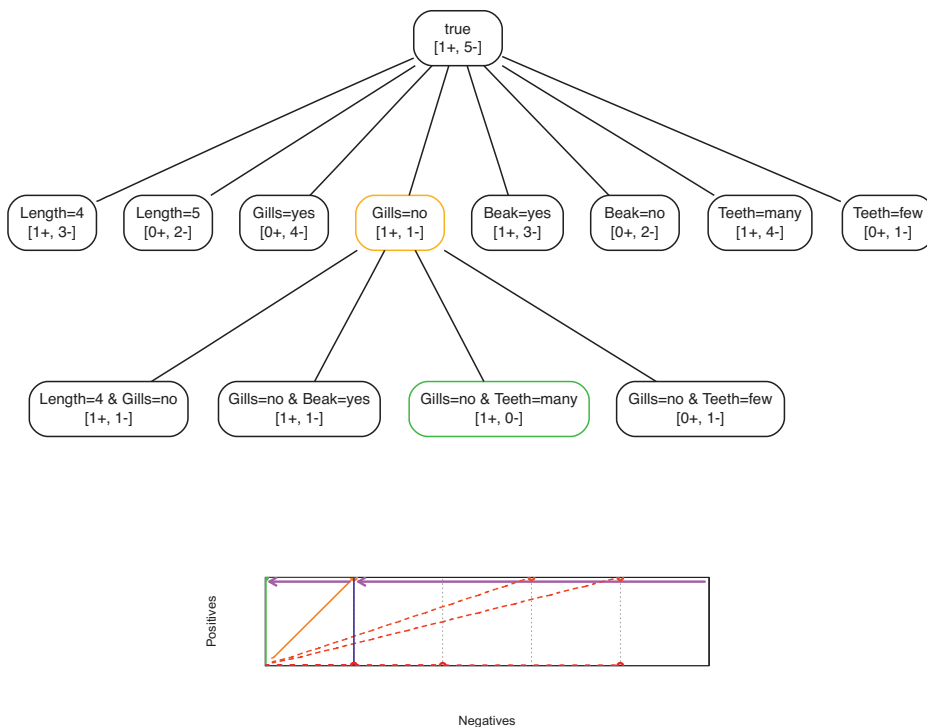 true
[1+, 5-]
Length=4
[1+, 3-]
Length=5
[0+, 2-]
Gills=yes
[0+, 4-]
Gills=no
[1+, 1-]
Beak=yes
[1+, 3-]
Beak=no
[0+, 2-]
Teeth=many
[1+, 4-]
Teeth=few
[0+, 1-]
Length=4 & Gills=no
[1+, 1-]
Gills=no & Beak=yes
[1+, 1-]
Gills=no & Teeth=many
[1+, 0-]
Gills=no & Teeth=few
[0+, 1-]
Positives
Negatives